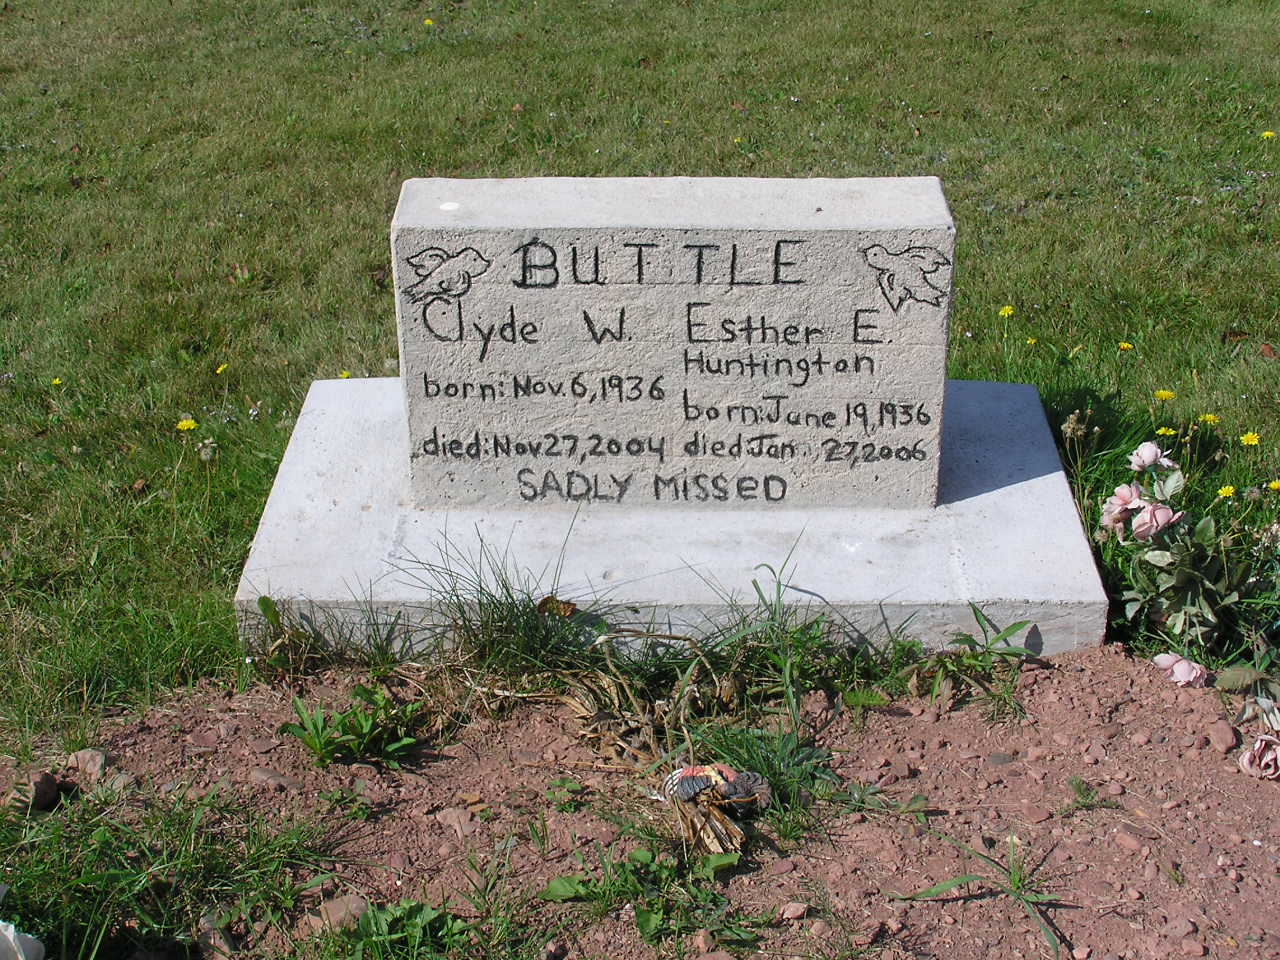 BUTTLE
Clyde W. Esther E.
Huntington
born: Nov. 6, 1936
born: June 19, 1936
died: Nov 27, 2004 died: Jan. 27, 2006
SADLY MISSeD